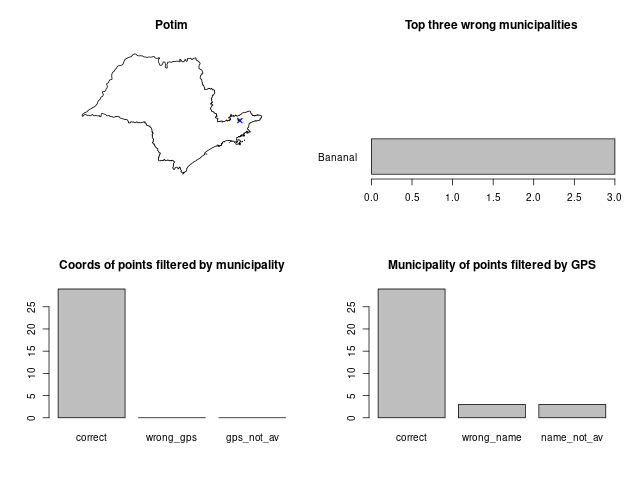 Potim
Top three wrong municipalities
Bananal
0.0 0.5 1.0 1.5 2.0 2.5 3.0
Coords of points filtered by municipality
0 5 10 15 20 25
correct wrong_gps gps_not_av
Municipality of points filtered by GPS
0 5 10 15 20 25
correct wrong_name name_not_av